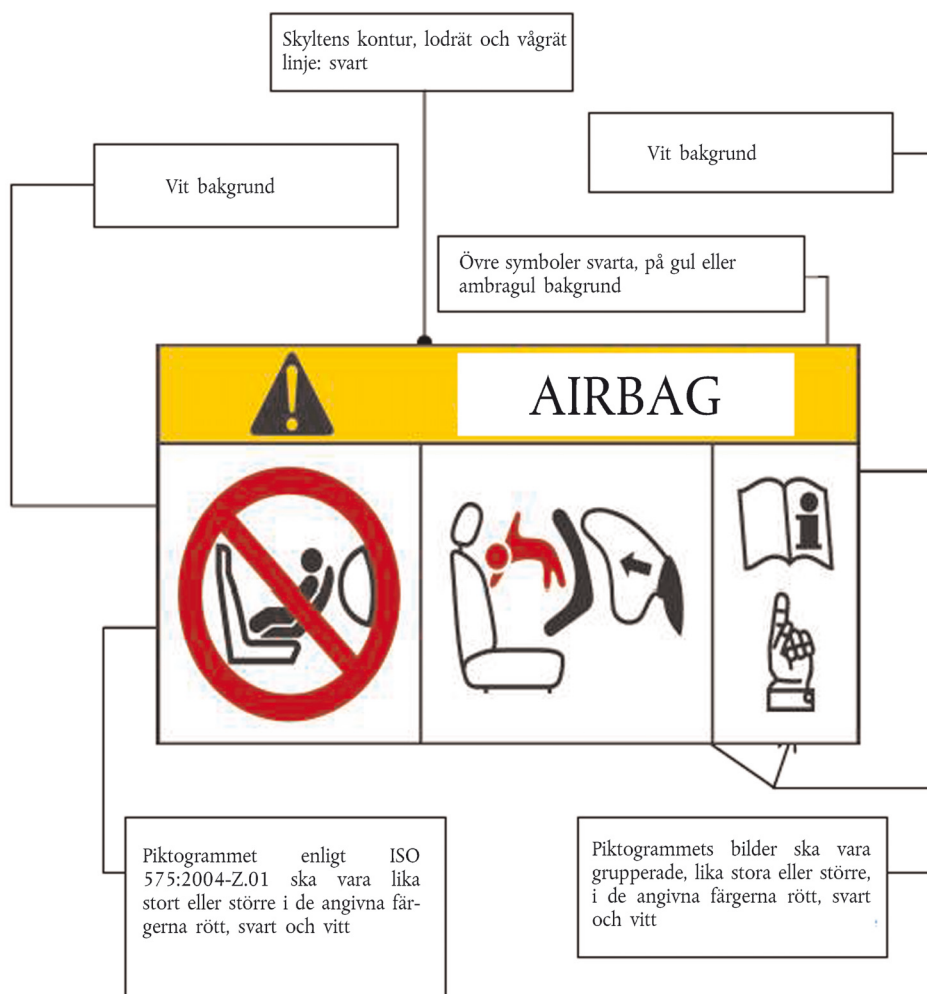 Skyltens kontur, lodrät och vågrät
linje: svart
Vit bakgrund
Vit bakgrund
Övre symboler svarta, på gul eller
ambragul bakgrund
AIRBAG
Piktogrammet enligt ISO
575:2004-Z.01 ska vara lika
stort eller större i de angivna fär-
gerna rött, svart och vitt
Piktogrammets bilder ska vara
grupperade, lika stora eller större,
i de angivna färgerna rött, svart
och vitt